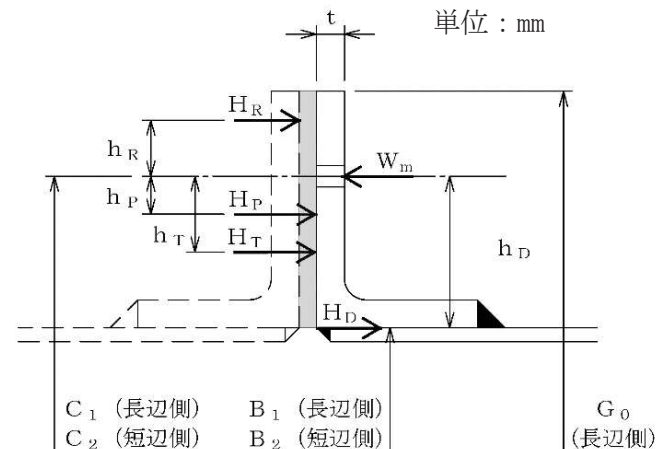 t
単位：mm
H_R
h_R
W_m
h_P
H_P
h_T
H_T
h_D
H_D
C_1 (長辺側) B_1 (長辺側) G_0
C_2 (短辺側) B_2 (短辺側) (長辺側)